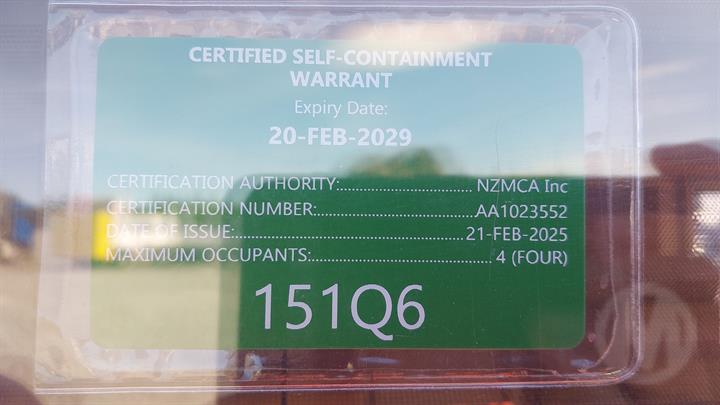 CERTIFIED SELF-CONTAINMENT
WARRANT
Expiry Date:
20-FEB-2029
CERTIFICATION AUTHORITY:............................... NZMCA Inc
CERTIFICATION NUMBER:....................................AA1023552
DATE OF ISSUE:....................................................21-FEB-2025
MAXIMUM OCCUPANTS:......................................... 4 (FOUR)
151Q6